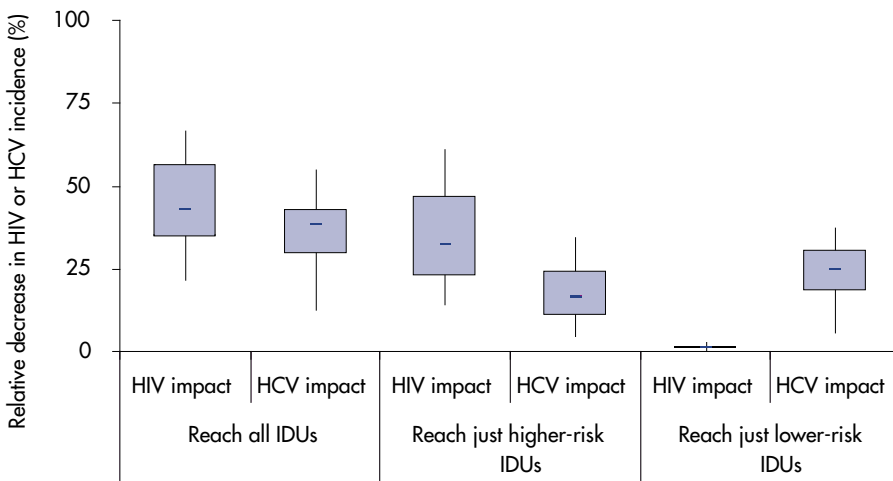 Relative decrease in HIV or HCV incidence (%)
100
75
50
25
0
HIV impact HCV impact HIV impact HCV impact HIV impact HCV impact
Reach all IDUs Reach just higher-risk Reach just lower-risk
IDUs IDUs